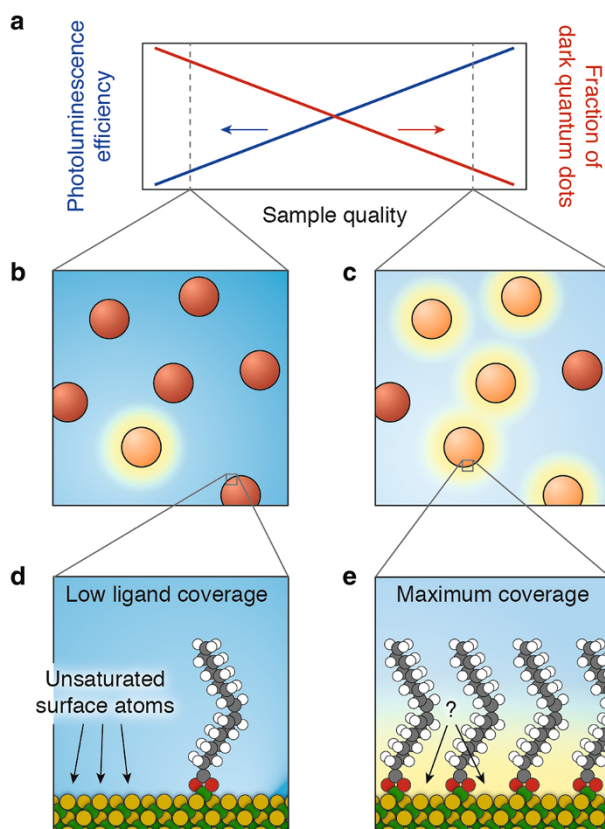 a
Photoluminescence
efficiency
Fraction of
dark quantum dots
Sample quality
b
c
d
Low ligand coverage
Unsaturated
surface atoms
e
Maximum coverage
?